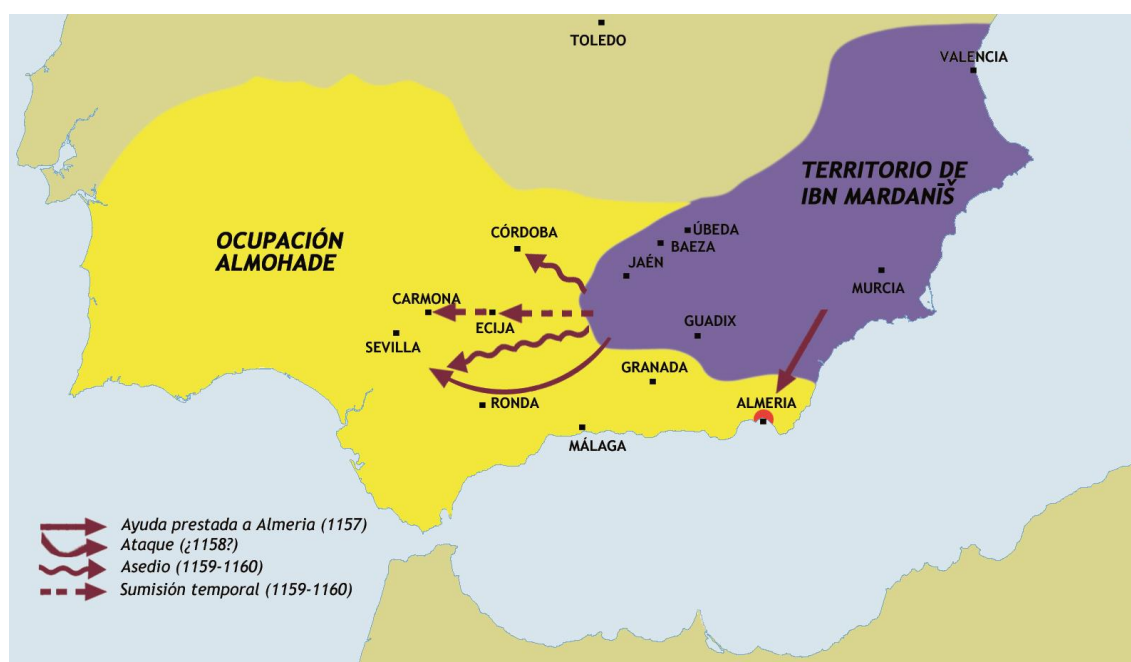 TOLEDO
VALENCIA
TERRITORIO DE
IBN MARDANĪŠ
OCUPACIÓN
ALMOHADE
CÓRDOBA
ÚBEDA
BAEZA
JAÉN
MURCIA
CARMONA
ECIJA
SEVILLA
GUADIX
GRANADA
RONDA
ALMERIA
MÁLAGA
Ayuda prestada a Almeria (1157)
Ataque (¿1158?)
Asedio (1159-1160)
Sumisión temporal (1159-1160)